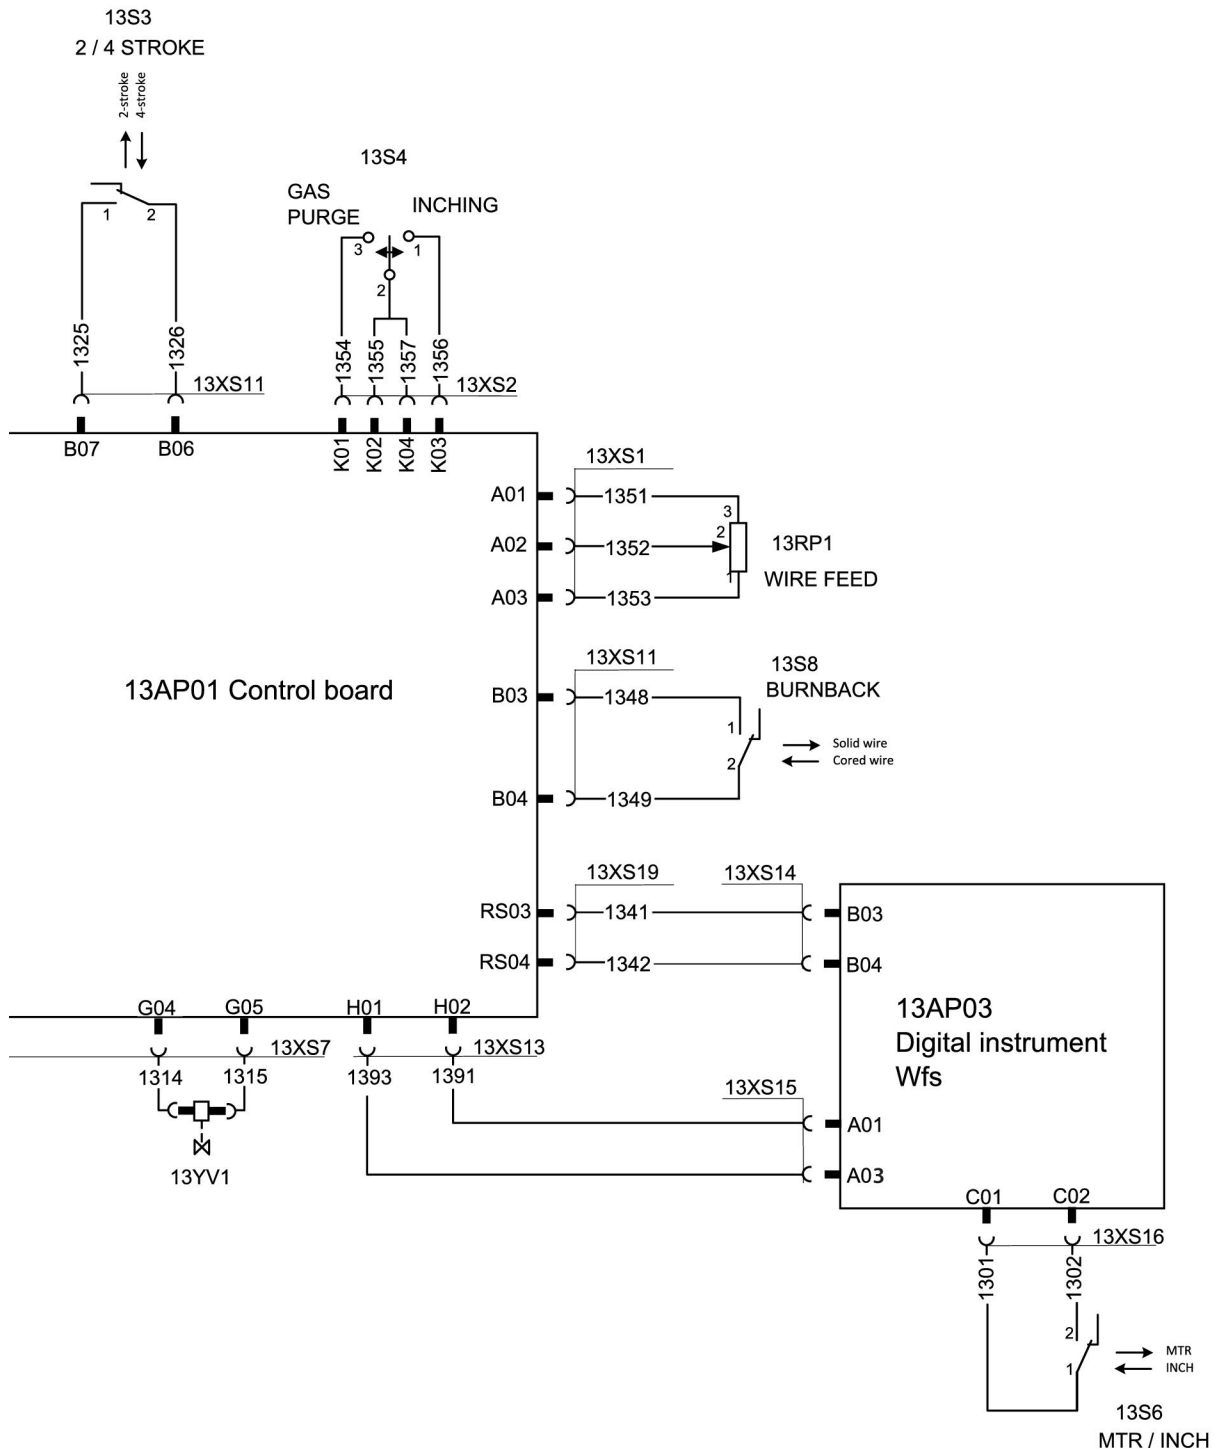 13S3
2 / 4 STROKE
2-stroke
4-stroke
1
2
1325
1326
13XS11
B07
B06
13S4
GAS
PURGE
INCHING
3
1
2
1354
1355
1357
1356
13XS2
K01
K02
K04
K03
13XS1
A01
1351
3
A02
1352
2
13RP1
WIRE FEED
1
A03
1353
13AP01 Control board
13XS11
13S8
BURNBACK
B03
1348
1
2
Solid wire
Cored wire
B04
1349
13XS19
13XS14
RS03
1341
B03
RS04
1342
B04
13AP03
Digital instrument
Wfs
G04
G05
H01
H02
13XS7
13XS13
1314
1315
1393
1391
13YV1
13XS15
A01
A03
C01
C02
13XS16
1301
1302
2
1
MTR
INCH
13S6
MTR / INCH